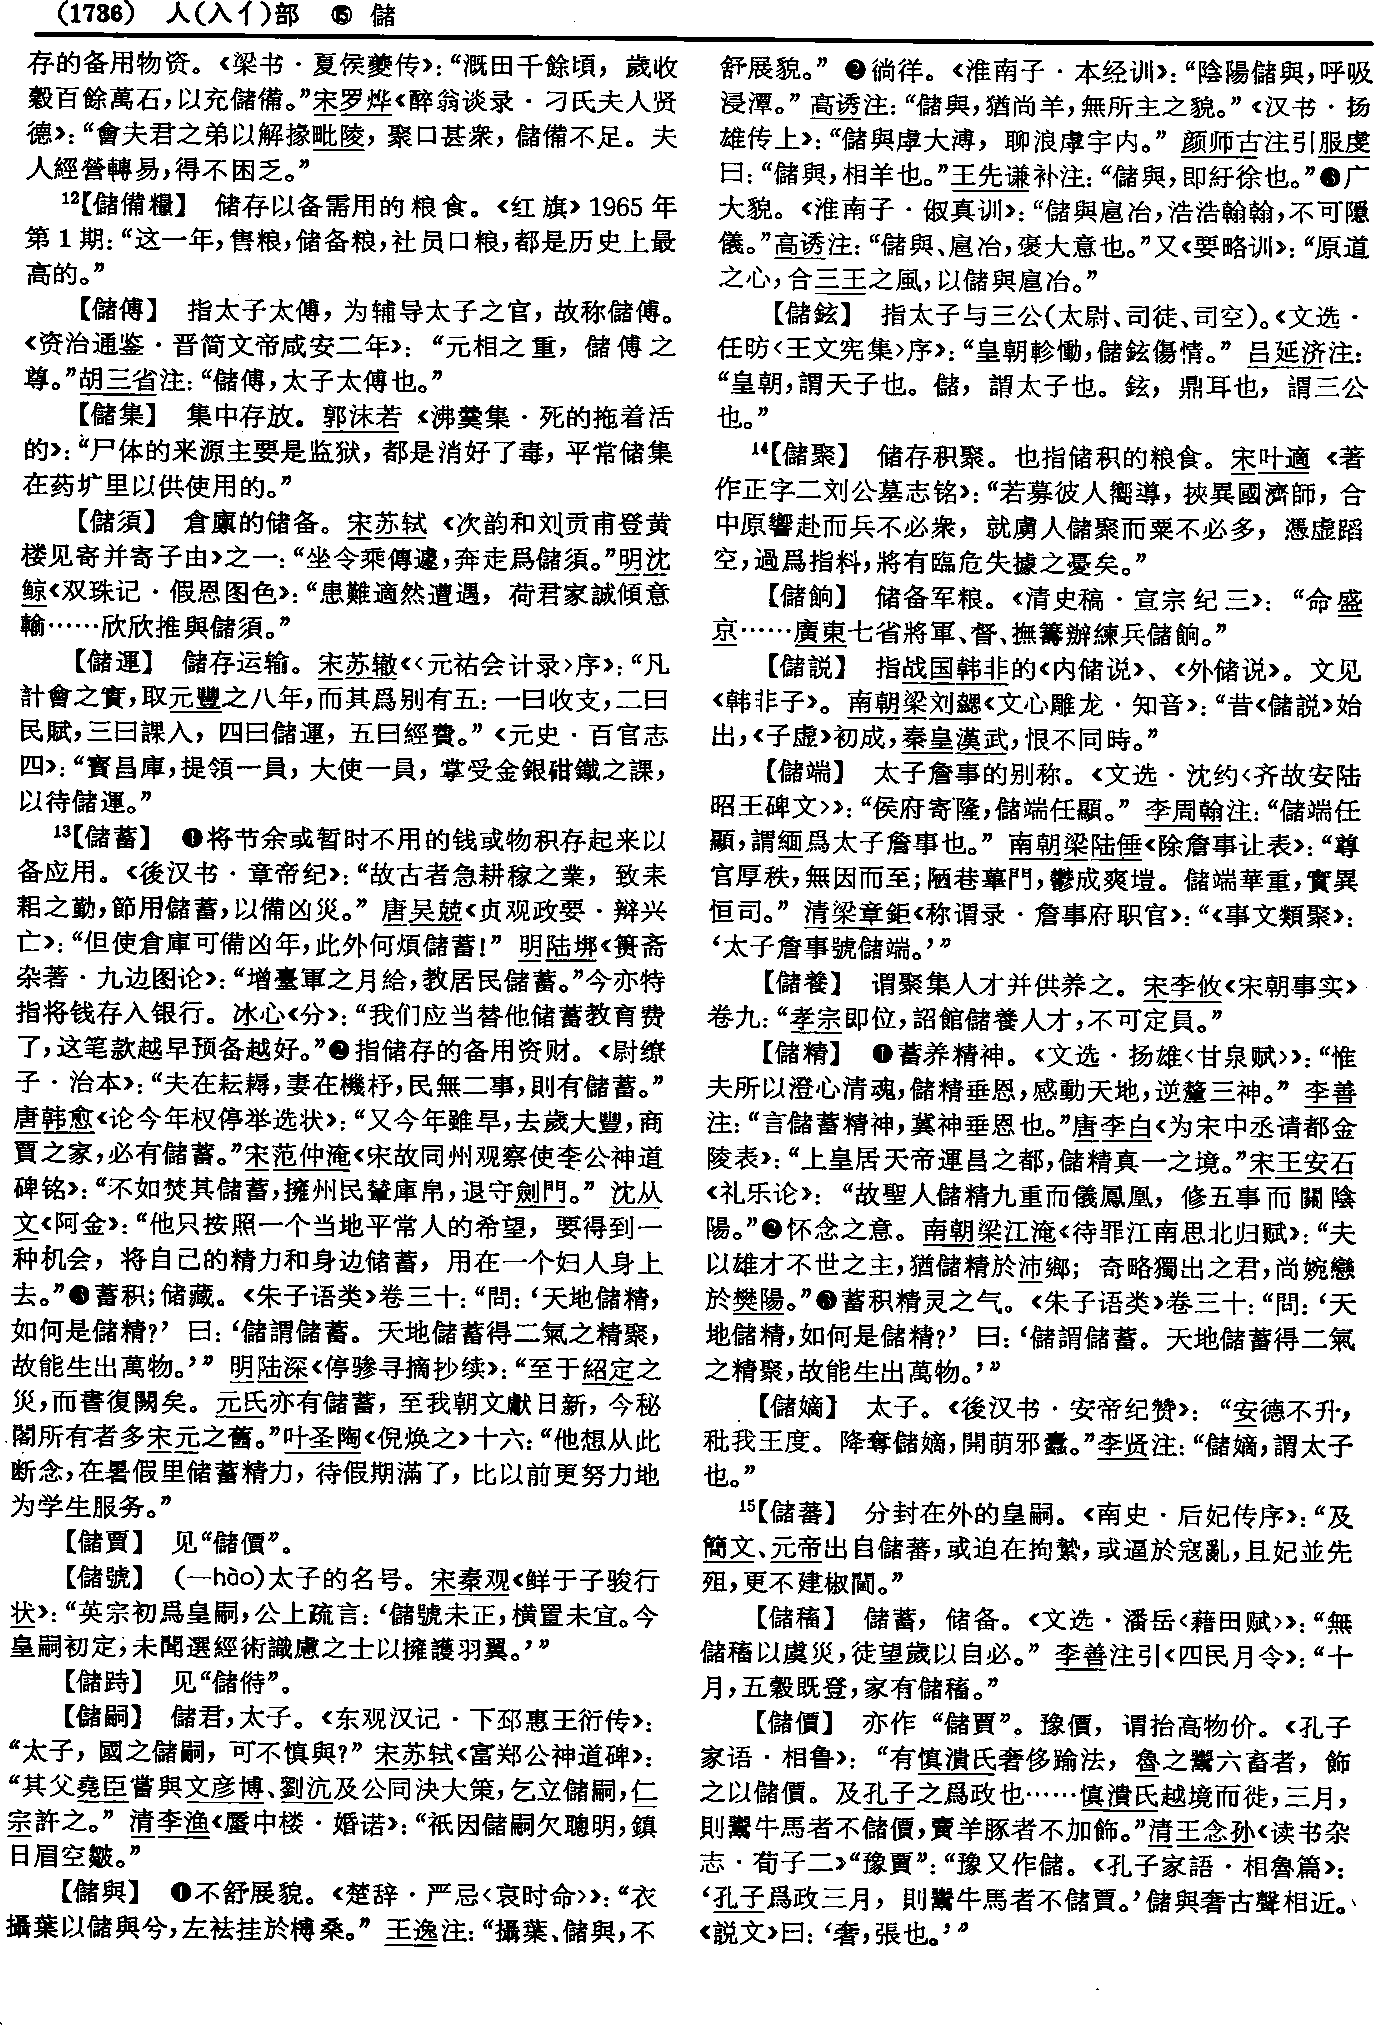 (1736) 人(入亻)部 ⑮ 儲
存的备用物资。《梁书·夏侯夔传》：“溉田千餘頃，歲收
穀百餘萬石，以充儲備。”宋罗烨《醉翁谈录·刁氏夫人贤
德》：“會夫君之弟以解掾毗陵，聚口甚衆，儲備不足。夫
人經營轉易，得不困乏。”
¹²【儲備糧】 储存以备需用的粮食。《红旗》1965年
第1期：“这一年，售粮，储备粮，社员口粮，都是历史上最
高的。”
【儲傅】 指太子太傅，为辅导太子之官，故称儲傅。
《资治通鉴·晋简文帝咸安二年》：“元相之重，儲傅之
尊。”胡三省注：“儲傅，太子太傅也。”
【儲集】 集中存放。郭沫若《沸羹集·死的拖着活
的》：“尸体的来源主要是监狱，都是消好了毒，平常储集
在药圹里以供使用的。”
【儲須】 倉廪的储备。宋苏轼《次韵和刘贡甫登黄
楼见寄并寄子由》之一：“坐令乘傳遽，奔走爲儲須。”明沈
鲸《双珠记·假恩图色》：“患難適然遭遇，荷君家誠傾意
輸……欣欣推與儲須。”
【儲運】 儲存运输。宋苏辙《〈元祐会计录〉序》：“凡
計會之實，取元豐之八年，而其爲别有五：一曰收支，二曰
民賦，三曰課入，四曰儲運，五曰經費。”《元史·百官志
四》：“寳昌庫，提領一員，大使一員，掌受金銀鉗鐵之課，
以待儲運。”
¹³【儲蓄】 ❶将节余或暂时不用的钱或物积存起来以
备应用。《後汉书·章帝纪》：“故古者急耕稼之業，致耒
耜之勤，節用儲蓄，以備凶災。”唐吴兢《贞观政要·辩兴
亡》：“但使倉庫可備凶年，此外何煩儲蓄！”明陆埛《篑斋
杂著·九边图论》：“增臺軍之月給，教居民儲蓄。”今亦特
指将钱存入银行。冰心《分》：“我们应当替他储蓄教育费
了，这笔款越早预备越好。”❷指储存的备用资财。《尉缭
子·治本》：“夫在耘耨，妻在機杼，民無二事，則有儲蓄。”
唐韩愈《论今年权停举选状》：“又今年雖旱，去歲大豐，商
賈之家，必有儲蓄。”宋范仲淹《宋故同州观察使李公神道
碑铭》：“不如焚其儲蓄，擁州民輦庫帛，退守劍門。”沈从
文《阿金》：“他只按照一个当地平常人的希望，要得到一
种机会，将自己的精力和身边储蓄，用在一个妇人身上
去。”❸蓄积；储藏。《朱子语类》卷三十：“問：‘天地儲精，
如何是儲精？’曰：‘儲謂儲蓄。天地儲蓄得二氣之精聚，
故能生出萬物。’”明陆深《停骖寻摘抄续》：“至于紹定之
災，而書復闕矣。元氏亦有儲蓄，至我朝文獻日新，今秘
閣所有者多宋元之舊。”叶圣陶《倪焕之》十六：“他想从此
断念，在暑假里储蓄精力，待假期滿了，比以前更努力地
为学生服务。”
【儲賈】 见“儲價”。
【儲號】 (—hào)太子的名号。宋秦观《鲜于子骏行
状》：“英宗初爲皇嗣，公上疏言：‘儲號未正，横置未宜。今
皇嗣初定，未聞選經術識慮之士以擁護羽翼。’”
【儲跱】 见“儲偫”。
【儲嗣】 儲君，太子。《东观汉记·下邳惠王衍传》：
“太子，國之儲嗣，可不慎與？”宋苏轼《富郑公神道碑》：
“其父堯臣嘗與文彦博、劉沆及公同決大策，乞立儲嗣，仁
宗許之。”清李渔《蜃中楼·婚诺》：“祇因儲嗣欠聰明，鎮
日眉空皺。”
【儲與】 ❶不舒展貌。《楚辞·严忌〈哀时命〉》：“衣
攝葉以儲與兮，左袪挂於榑桑。”王逸注：“攝葉、儲與，不
舒展貌。”❷徜徉。《淮南子·本经训》：“陰陽儲與，呼吸
浸潭。”高诱注：“儲與，猶尚羊，無所主之貌。”《汉书·扬
雄传上》：“儲與虖大溥，聊浪虖宇内。”颜师古注引服虔
曰：“儲與，相羊也。”王先谦补注：“儲與，即紆徐也。”❸广
大貌。《淮南子·俶真训》：“儲與扈冶，浩浩翰翰，不可隱
儀。”高诱注：“儲與、扈冶，褒大意也。”又《要略训》：“原道
之心，合三王之風，以儲與扈冶。”
【儲鉉】 指太子与三公(太尉、司徒、司空)。《文选·
任昉〈王文宪集〉序》：“皇朝軫慟，儲鉉傷情。”吕延济注：
“皇朝，謂天子也。儲，謂太子也。鉉，鼎耳也，謂三公
也。”
¹⁴【儲聚】 储存积聚。也指储积的粮食。宋叶適《著
作正字二刘公墓志铭》：“若募彼人嚮導，挾異國濟師，合
中原響赴而兵不必衆，就虜人儲聚而粟不必多，憑虚蹈
空，過爲指料，將有臨危失據之憂矣。”
【儲餉】 储备军粮。《清史稿·宣宗纪三》：“命盛
京……廣東七省將軍、督、撫籌辦練兵儲餉。”
【儲説】 指战国韩非的《内储说》、《外储说》。文见
《韩非子》。南朝梁刘勰《文心雕龙·知音》：“昔《儲説》始
出，《子虚》初成，秦皇漢武，恨不同時。”
【儲端】 太子詹事的别称。《文选·沈约〈齐故安陆
昭王碑文〉》：“侯府寄隆，儲端任顯。”李周翰注：“儲端任
顯，謂緬爲太子詹事也。”南朝梁陆倕《除詹事让表》：“尊
官厚秩，無因而至；陋巷蓽門，鬱成爽塏。儲端華重，實異
恒司。”清梁章鉅《称谓录·詹事府职官》：“《事文類聚》：
‘太子詹事號儲端。’”
【儲養】 谓聚集人才并供养之。宋李攸《宋朝事实》
卷九：“孝宗即位，詔館儲養人才，不可定員。”
【儲精】 ❶蓄养精神。《文选·扬雄〈甘泉赋〉》：“惟
夫所以澄心清魂，儲精垂恩，感動天地，逆釐三神。”李善
注：“言儲蓄精神，冀神垂恩也。”唐李白《为宋中丞请都金
陵表》：“上皇居天帝運昌之都，儲精真一之境。”宋王安石
《礼乐论》：“故聖人儲精九重而儀鳳凰，修五事而關陰
陽。”❷怀念之意。南朝梁江淹《待罪江南思北归赋》：“夫
以雄才不世之主，猶儲精於沛鄉；奇略獨出之君，尚婉戀
於樊陽。”❸蓄积精灵之气。《朱子语类》卷三十：“問：‘天
地儲精，如何是儲精？’曰：‘儲謂儲蓄。天地儲蓄得二氣
之精聚，故能生出萬物。’”
【儲嫡】 太子。《後汉书·安帝纪赞》：“安德不升，
秕我王度。降奪儲嫡，開萌邪蠹。”李贤注：“儲嫡，謂太子
也。”
¹⁵【儲蕃】 分封在外的皇嗣。《南史·后妃传序》：“及
簡文、元帝出自儲蕃，或迫在拘縶，或逼於寇亂，且妃並先
殂，更不建椒閫。”
【儲穡】 儲蓄，储备。《文选·潘岳〈藉田赋〉》：“無
儲穡以虞災，徒望歲以自必。”李善注引《四民月令》：“十
月，五穀既登，家有儲穡。”
【儲價】 亦作“儲賈”。豫價，谓抬高物价。《孔子
家语·相鲁》：“有慎潰氏奢侈踰法，魯之鬻六畜者，飾
之以儲價。及孔子之爲政也……慎潰氏越境而徙，三月，
則鬻牛馬者不儲價，賣羊豚者不加飾。”清王念孙《读书杂
志·荀子二》“豫賈”：“豫又作儲。《孔子家語·相魯篇》：
‘孔子爲政三月，則鬻牛馬者不儲賈。’儲與奢古聲相近。
《説文》曰：‘奢，張也。’”